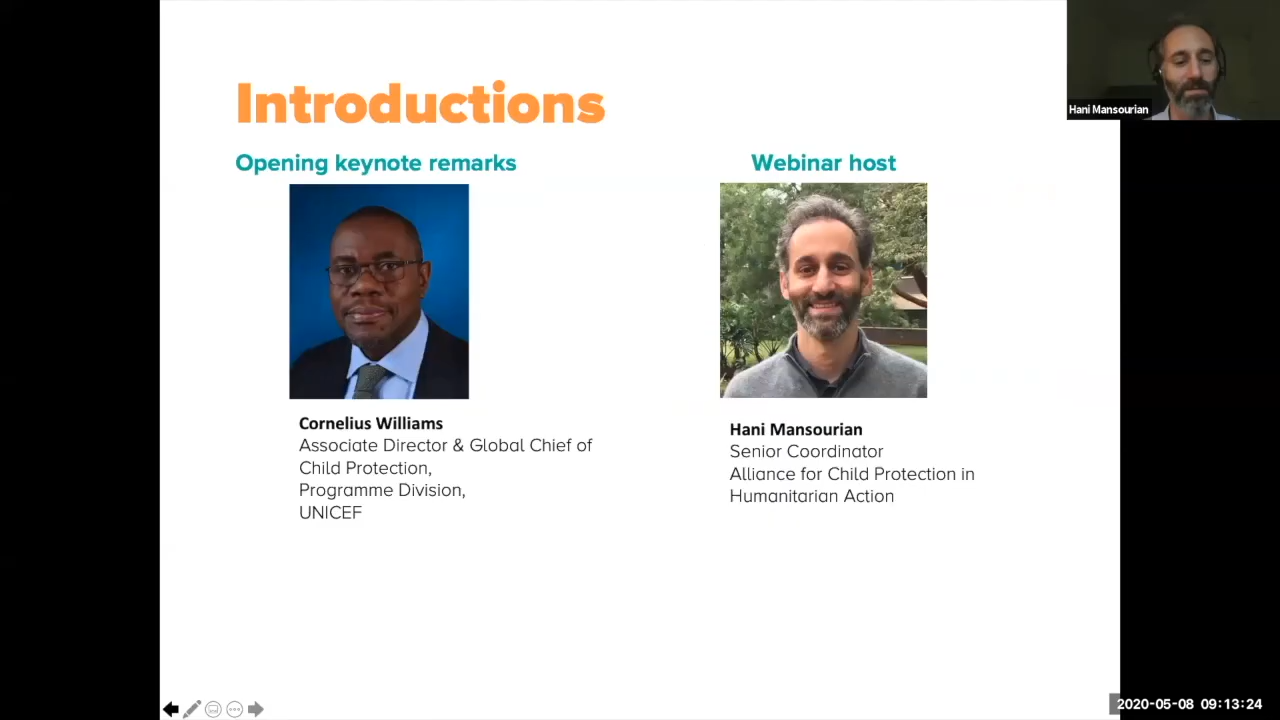 Introductions
Opening keynote remarks
Cornelius Williams
Associate Director & Global Chief of
Child Protection,
Programme Division,
UNICEF
Webinar host
Hani Mansourian
Senior Coordinator
Alliance for Child Protection in
Humanitarian Action
Hani Mansourian
2020-05-08 09:13:24